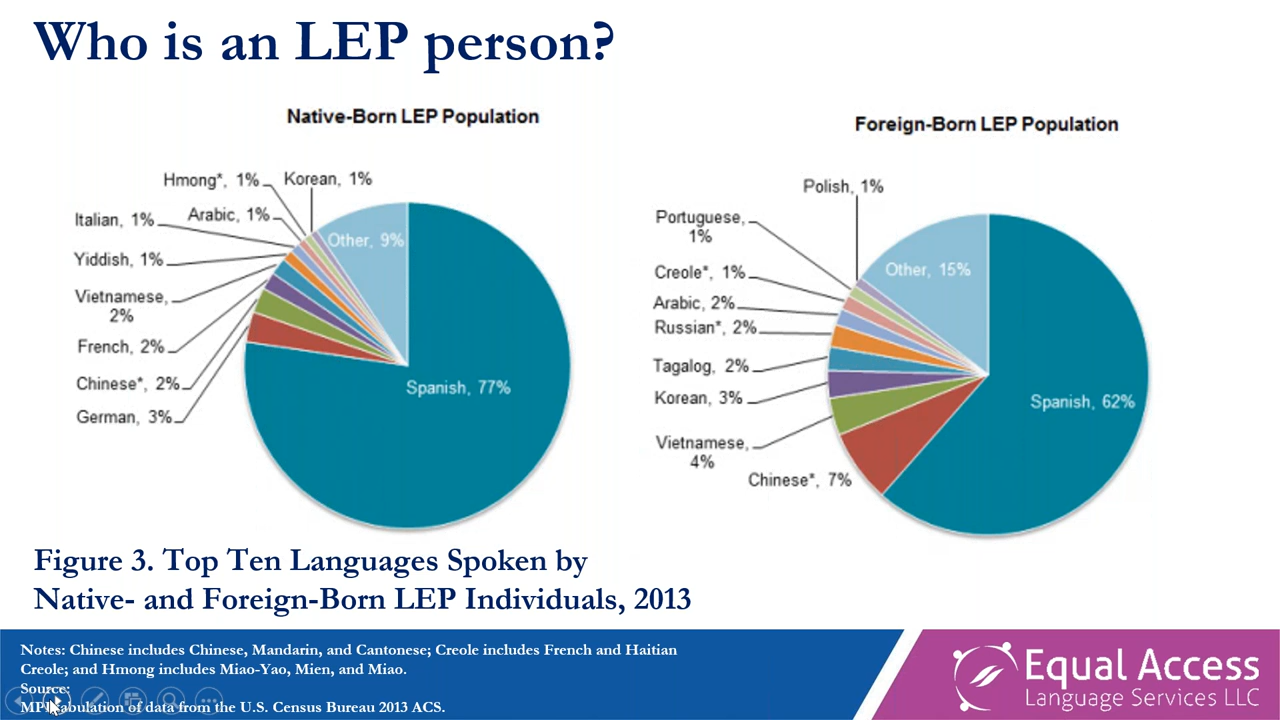 Who is an LEP person?
Native-Born LEP Population
Hmong*, 1%
Korean, 1%
Italian, 1%
Arabic, 1%
Other, 9%
Yiddish, 1%
Vietnamese,
2%
French, 2%
Chinese*, 2%
German, 3%
Spanish, 77%
Foreign-Born LEP Population
Polish, 1%
Portuguese,
1%
Creole*, 1%
Other, 15%
Arabic, 2%
Russian*, 2%
Tagalog, 2%
Korean, 3%
Vietnamese,
4%
Chinese*, 7%
Spanish, 62%
Figure 3. Top Ten Languages Spoken by
Native- and Foreign-Born LEP Individuals, 2013
Notes: Chinese includes Chinese, Mandarin, and Cantonese; Creole includes French and Haitian
Creole; and Hmong includes Miao-Yao, Mien, and Miao.
Source:
MPI tabulation of data from the U.S. Census Bureau 2013 ACS.
Equal Access
Language Services LLC